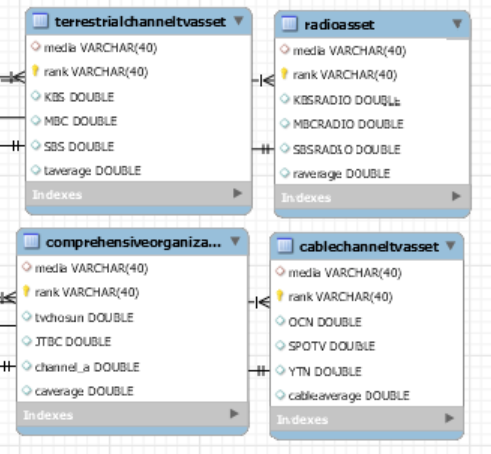 terrestrialchanneltvasset
media VARCHAR(40)
rank VARCHAR(40)
KBS DOUBLE
MBC DOUBLE
SBS DOUBLE
taverage DOUBLE
Indexes
radioasset
media VARCHAR(40)
rank VARCHAR(40)
KBSRADIO DOUBLE
MBCRADIO DOUBLE
SBSRADIO DOUBLE
raverage DOUBLE
Indexes
comprehensiveorganiza...
media VARCHAR(40)
rank VARCHAR(40)
tvchosun DOUBLE
JTBC DOUBLE
channel_a DOUBLE
caverage DOUBLE
Indexes
cablechanneltvasset
media VARCHAR(40)
rank VARCHAR(40)
OCN DOUBLE
SPOTV DOUBLE
YTN DOUBLE
cableaverage DOUBLE
Indexes